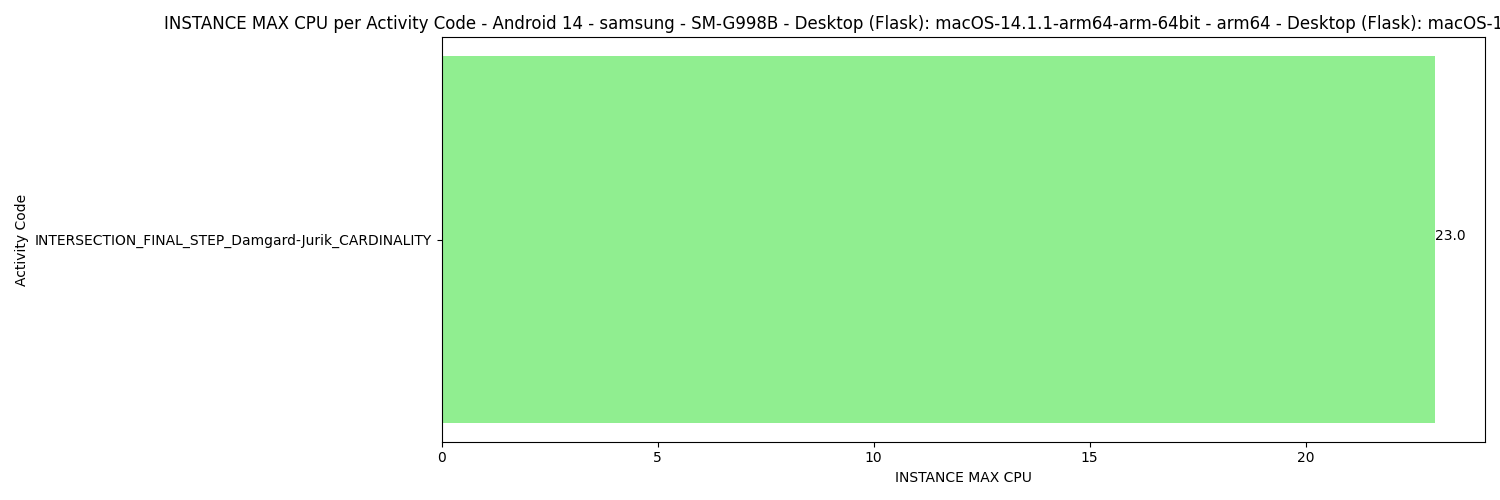 INSTANCE MAX CPU per Activity Code - Android 14 - samsung - SM-G998B - Desktop (Flask): macOS-14.1.1-arm64-arm-64bit - arm64 - Desktop (Flask): macOS-1
23.0
Activity Code
INTERSECTION_FINAL_STEP_Damgard-Jurik_CARDINALITY
0 5 10 15 20
INSTANCE MAX CPU